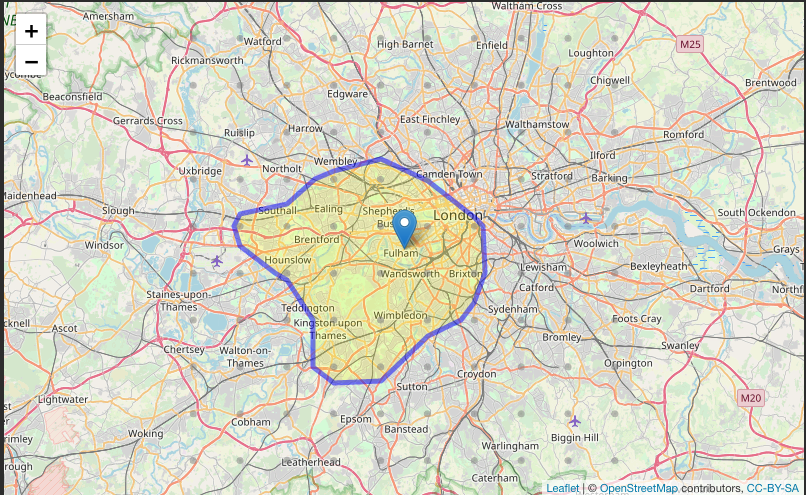 Waltham Cross
Amersham
Watford
High Barnet
Enfield
M25
+
Loughton
Rickmansworth
−
Chigwell
Brentwood
Beaconsfield
Edgware
Gerrards Cross
East Finchley
Walthamstow
Romford
Ruislip
Harrow
Ilford
Wembley
Northolt
Uxbridge
Camden Town
Stratford
Barking
Maidenhead
Slough
Southall
Ealing
Shepherd's
Bus
London
South Ockendon
Windsor
Brentford
Woolwich
Grays
Fulham
Hounslow
Wandsworth
Brixton
Lewisham
Bexleyheath
Dartford
Catford
Staines-upon-
Thames
Teddington
Kingston upon
Thames
Wimbledon
Sydenham
Foots Cray
Ascot
Chertsey
Walton-on-
Thames
Bromley
Swanley
Orpington
Croydon
Sutton
Lightwater
M20
Cobham
Epsom
Banstead
Woking
Biggin Hill
Warlingham
Leatherhead
Caterham
Leaflet | © OpenStreetMap contributors, CC-BY-SA